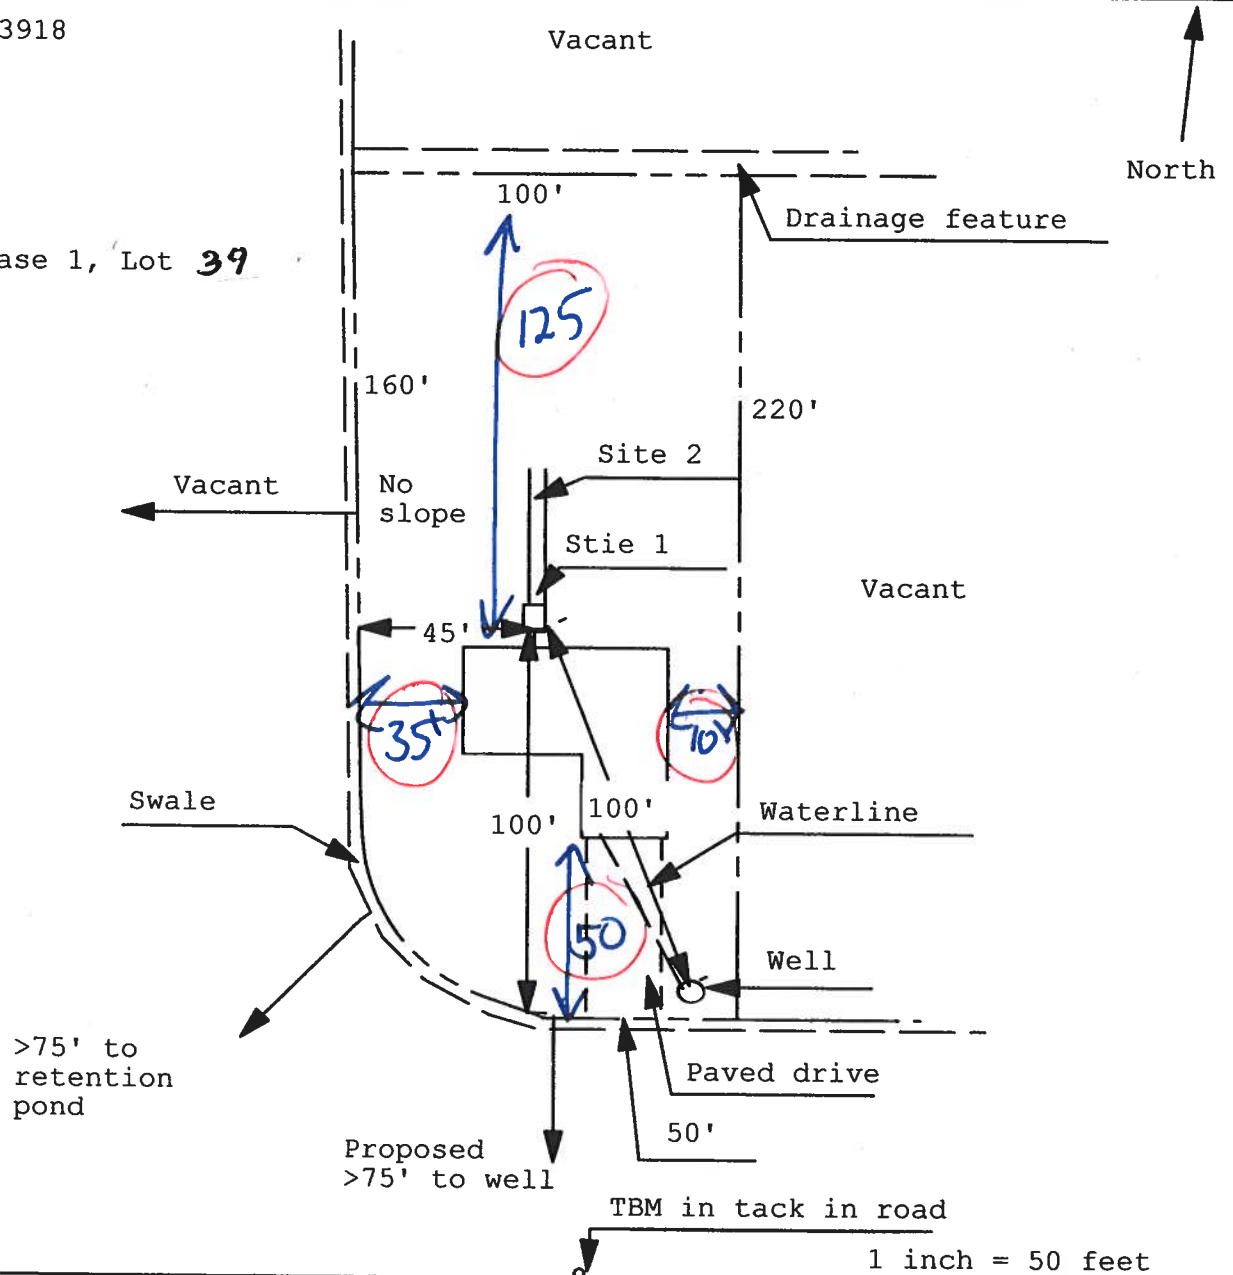 3918
Vacant
North
100'
Drainage feature
ase 1, Lot 39
125
160'
220'
Site 2
Vacant
No
slope
Stie 1
Vacant
45'
35+
Swale
100'
100'
Waterline
50
Well
>75' to
retention
pond
Paved drive
50'
Proposed
>75' to well
TBM in tack in road
1 inch = 50 feet